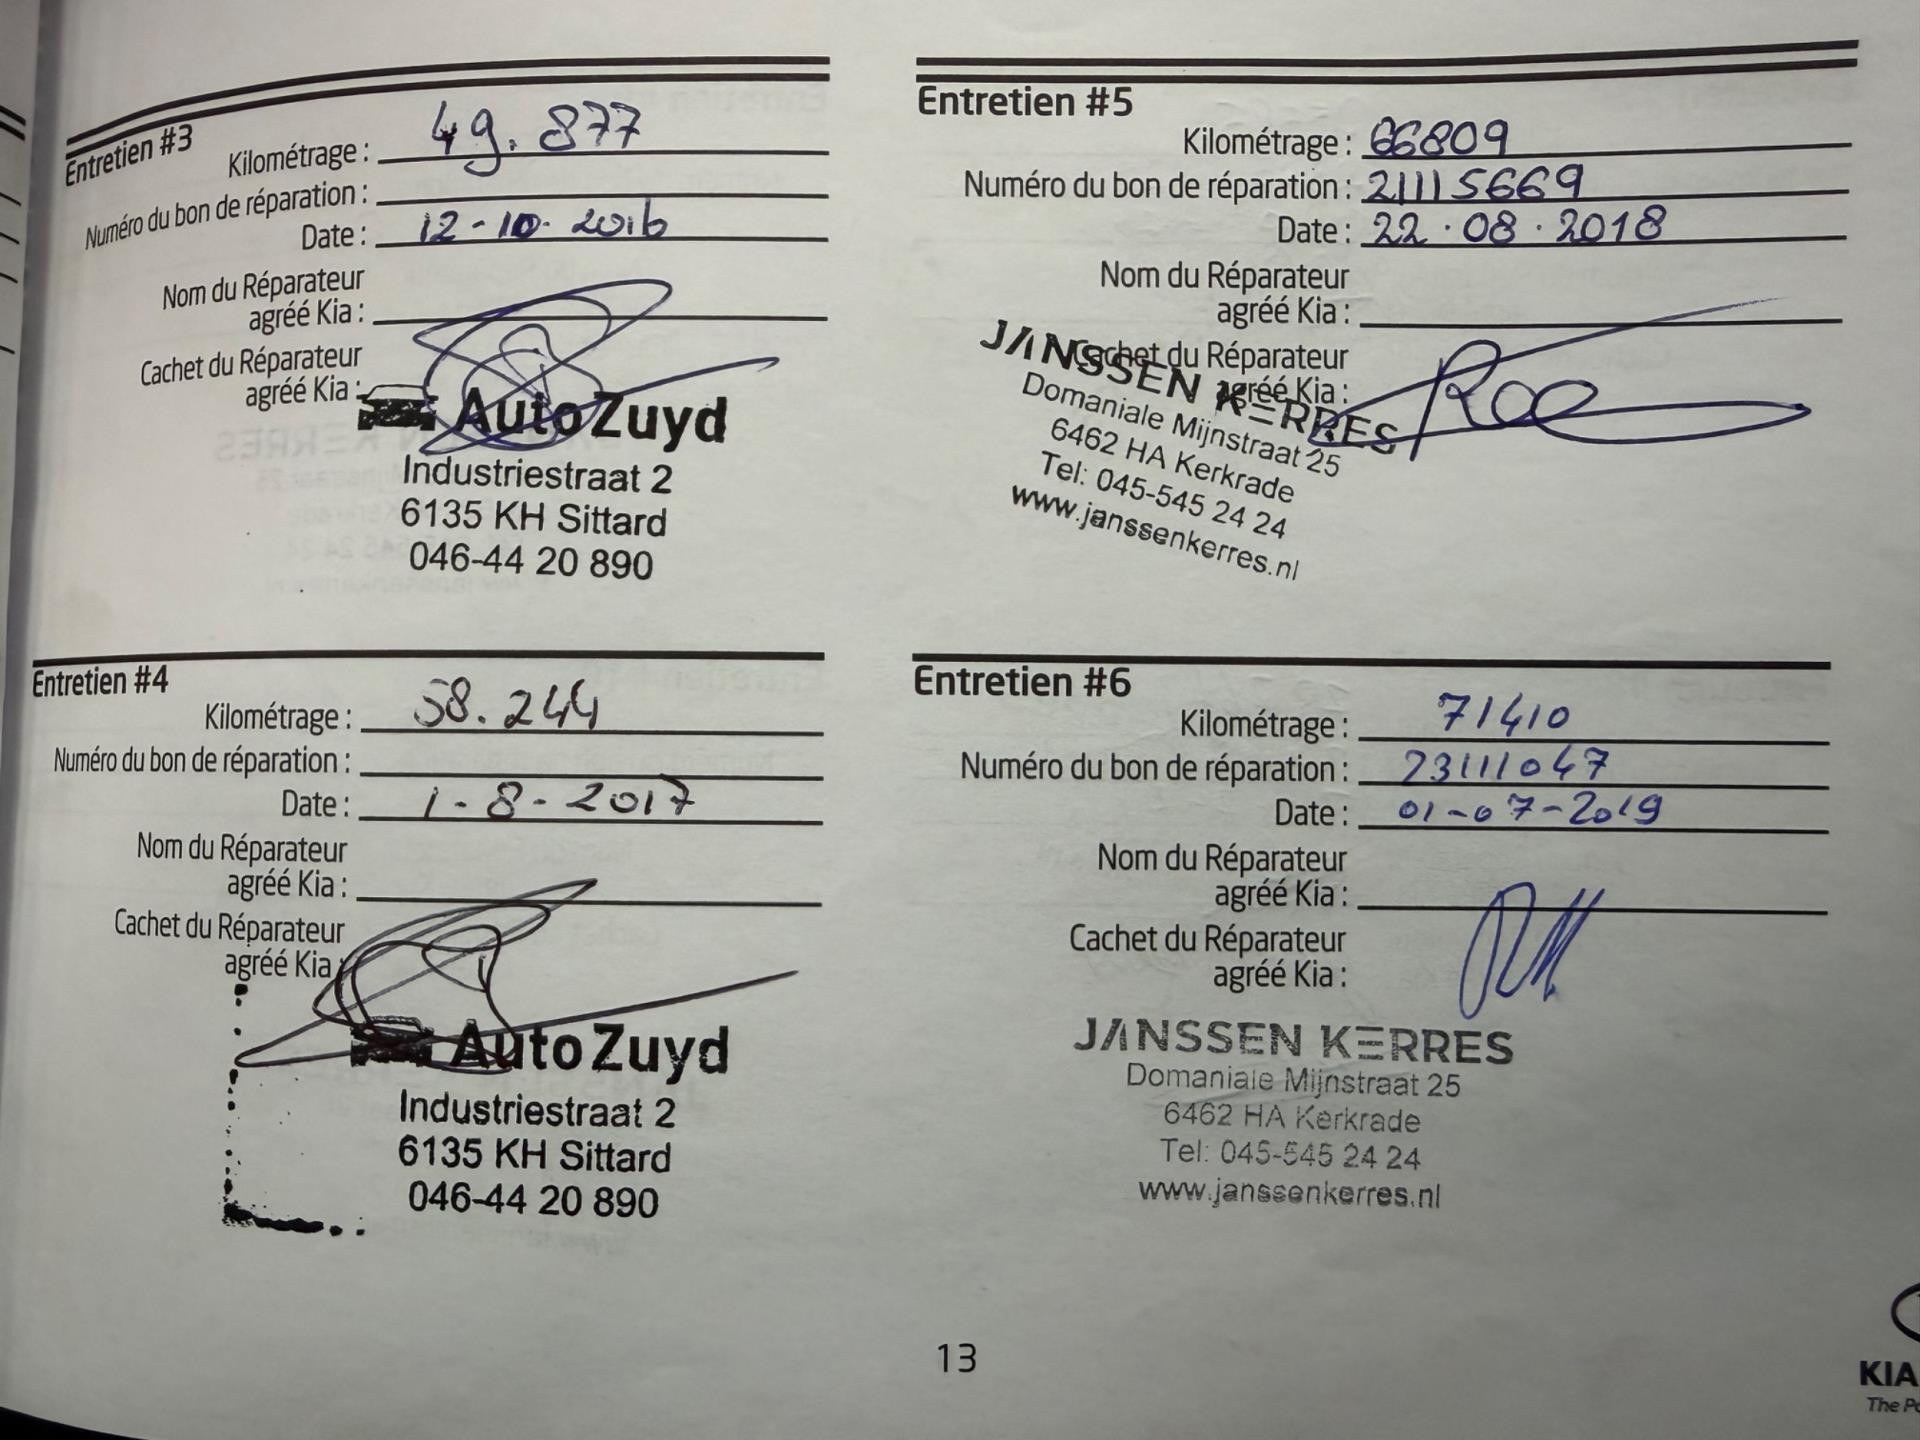 Entretien #3
Kilométrage : 49.877
Numéro du bon de réparation :
Date : 12-10-2016
Nom du Réparateur
agréé Kia :
Cachet du Réparateur
agréé Kia :
AutoZuyd
Industriestraat 2
6135 KH Sittard
046-44 20 890
Entretien #4
Kilométrage : 58.244
Numéro du bon de réparation :
Date : 1-8-2017
Nom du Réparateur
agréé Kia :
Cachet du Réparateur
agréé Kia
AutoZuyd
Industriestraat 2
6135 KH Sittard
046-44 20 890
Entretien #5
Kilométrage : 66809
Numéro du bon de réparation : 21115669
Date : 22.08.2018
Nom du Réparateur
agréé Kia :
Cachet du Réparateur
agréé Kia :
JANSSEN KERRES
Domaniale Mijnstraat 25
6462 HA Kerkrade
Tel: 045-545 24 24
www.janssenkerres.nl
Entretien #6
Kilométrage : 71410
Numéro du bon de réparation : 23111047
Date : 01-07-2019
Nom du Réparateur
agréé Kia :
Cachet du Réparateur
agréé Kia :
JANSSEN KERRES
Domaniale Mijnstraat 25
6462 HA Kerkrade
Tel: 045-545 24 24
www.janssenkerres.nl
13
KIA
The